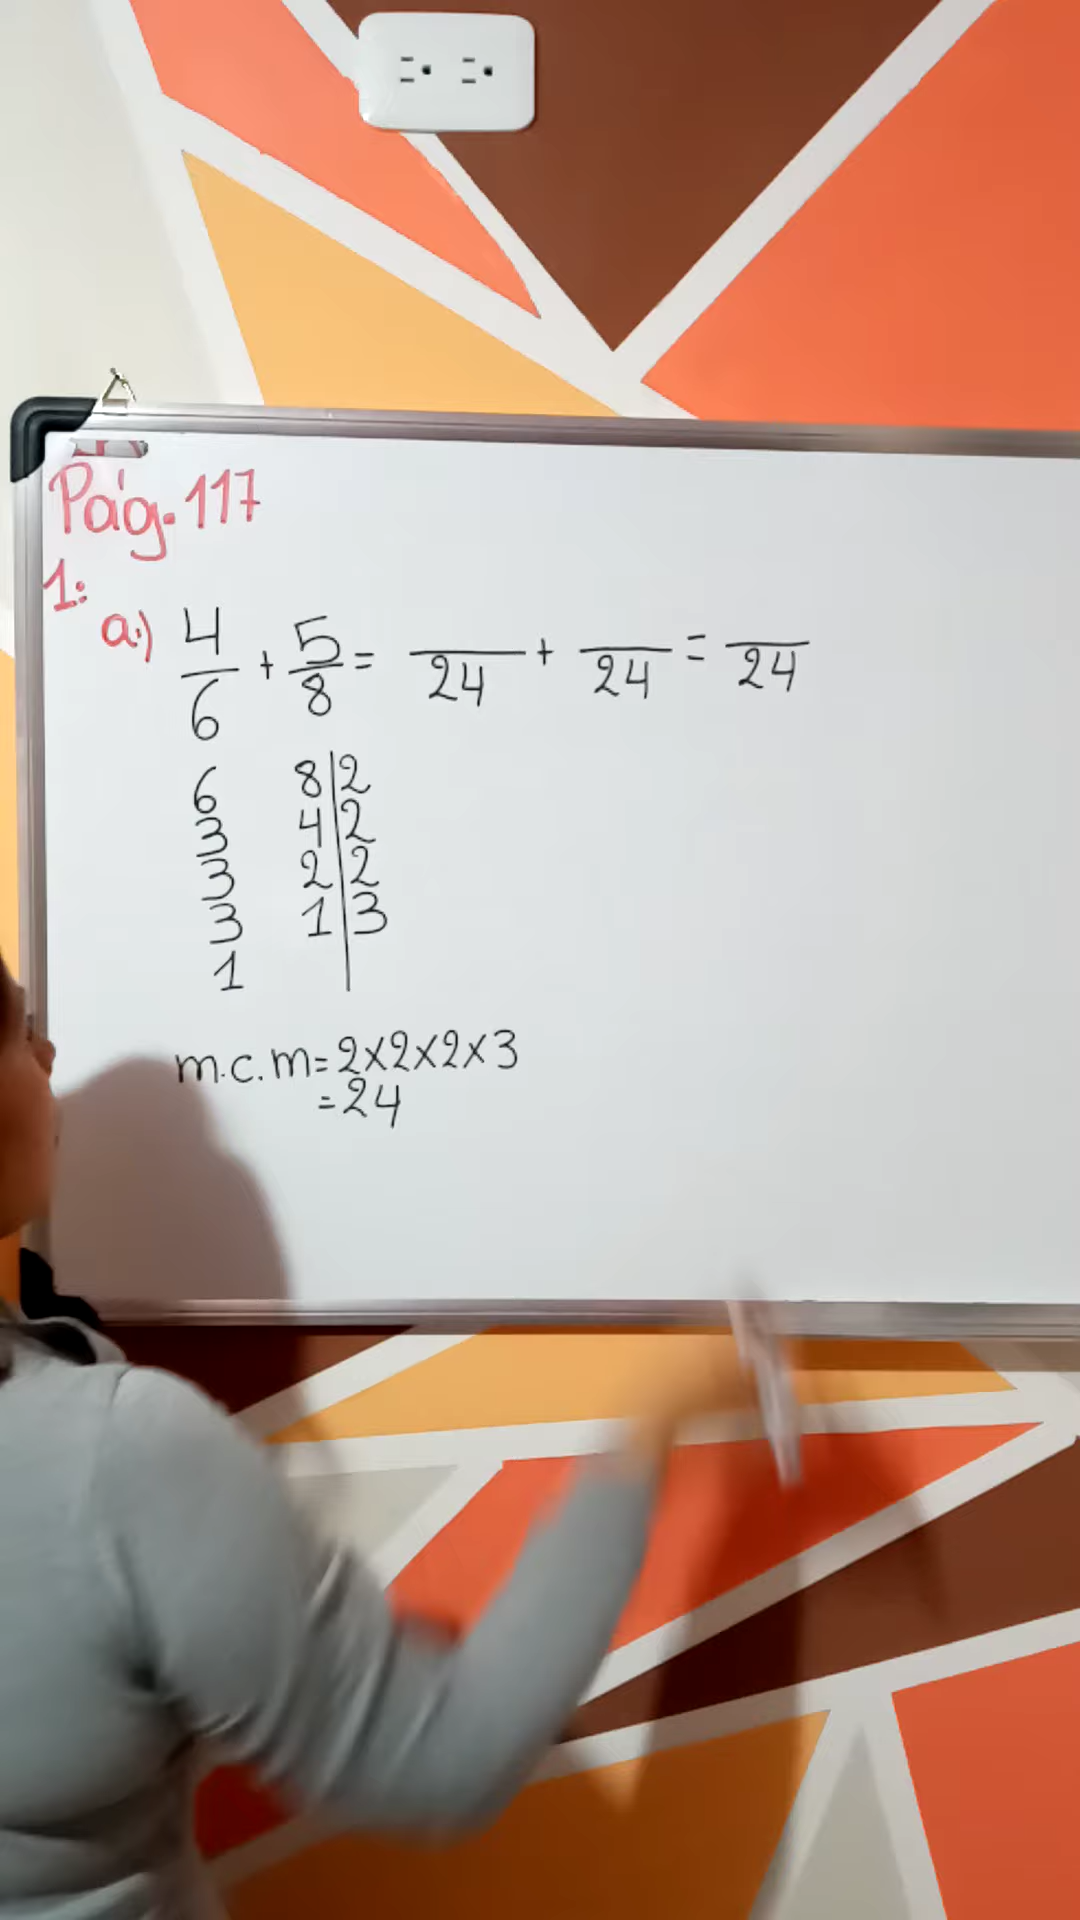 Pág. 117
1:
a.) 4/6 + 5/8 = /24 + /24 = /24
6 8|2
3 4|2
3 2|2
3 1|3
1
m.c.m=2x2x2x3
=24